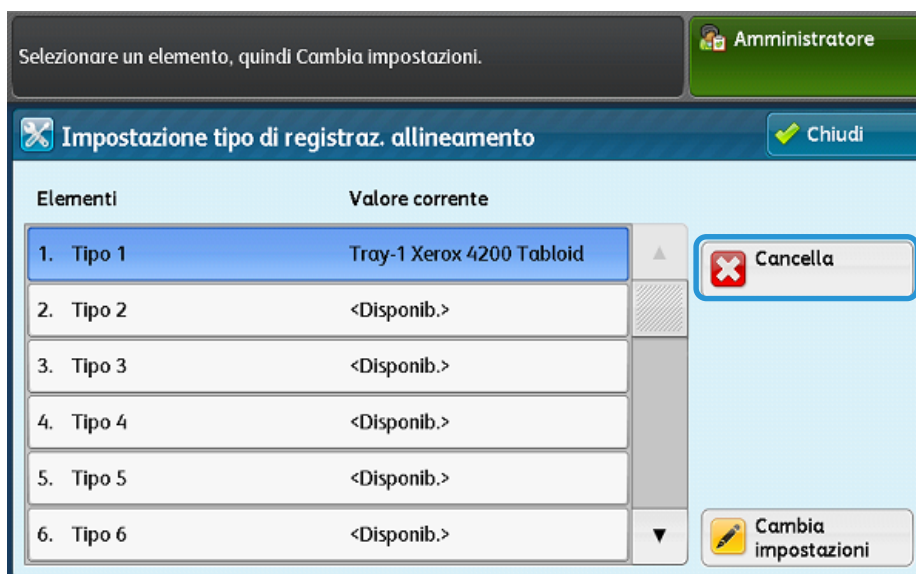 Selezionare un elemento, quindi Cambia impostazioni.
Amministratore
Impostazione tipo di registraz. allineamento
Chiudi
Elementi Valore corrente
1. Tipo 1 Tray-1 Xerox 4200 Tabloid
Cancella
2. Tipo 2 <Disponib.>
3. Tipo 3 <Disponib.>
4. Tipo 4 <Disponib.>
5. Tipo 5 <Disponib.>
6. Tipo 6 <Disponib.>
Cambia
impostazioni